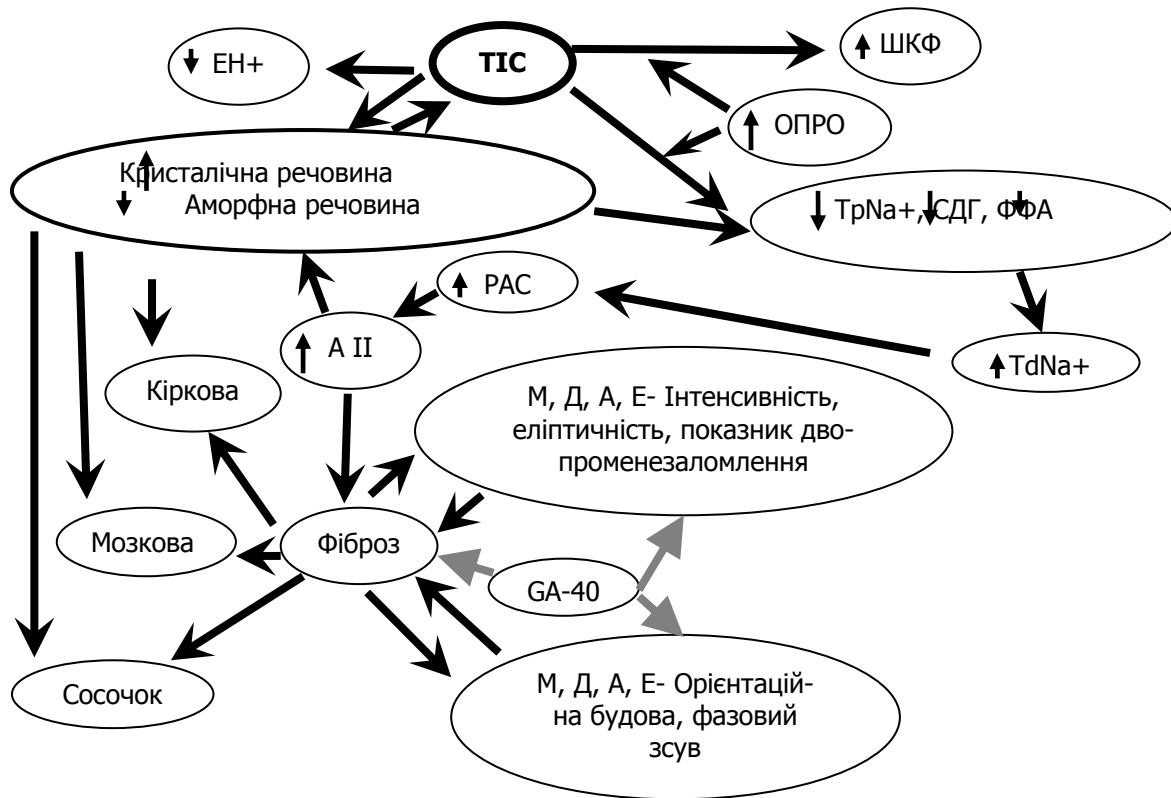 ТІС
ШКФ
ЕН+
ОПРО
Кристалічна речовина
Аморфна речовина
ТрNa+, СДГ, ФФА
РАС
А ІІ
TdNa+
Кіркова
М, Д, А, Е- Інтенсивність,
еліптичність, показник дво-
променезаломлення
Мозкова
Фіброз
GA-40
Сосочок
М, Д, А, Е- Орієнтацій-
на будова, фазовий
зсув